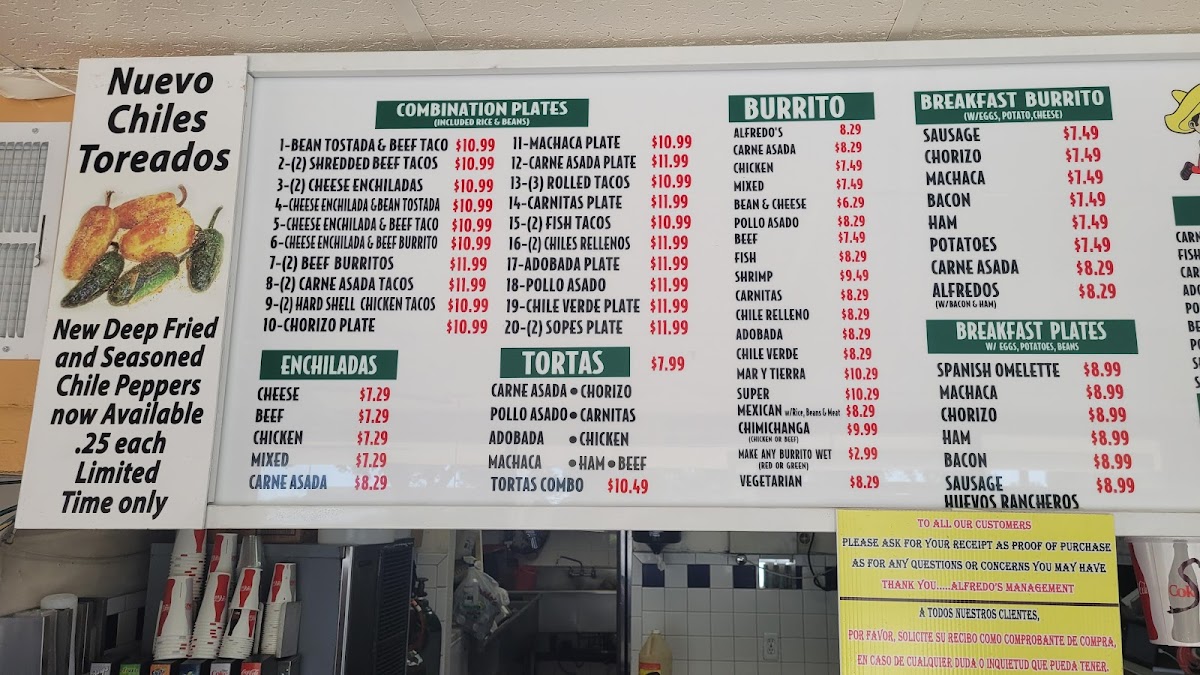 Nuevo
Chiles
Toreados
New Deep Fried
and Seasoned
Chile Peppers
now Available
.25 each
Limited
Time only
COMBINATION PLATES
(INCLUDED RICE & BEANS)
1-BEAN TOSTADA & BEEF TACO $10.99
2-(2) SHREDDED BEEF TACOS $10.99
3-(2) CHEESE ENCHILADAS $10.99
4-CHEESE ENCHILADA &BEAN TOSTADA $10.99
5-CHEESE ENCHILADA & BEEF TACO $10.99
6-CHEESE ENCHILADA & BEEF BURRITO $10.99
7-(2) BEEF BURRITOS $11.99
8-(2) CARNE ASADA TACOS $11.99
9-(2) HARD SHELL CHICKEN TACOS $10.99
10-CHORIZO PLATE $10.99
11-MACHACA PLATE $10.99
12-CARNE ASADA PLATE $11.99
13-(3) ROLLED TACOS $10.99
14-CARNITAS PLATE $11.99
15-(2) FISH TACOS $10.99
16-(2) CHILES RELLENOS $11.99
17-ADOBADA PLATE $11.99
18-POLLO ASADO $11.99
19-CHILE VERDE PLATE $11.99
20-(2) SOPES PLATE $11.99
ENCHILADAS
CHEESE $7.29
BEEF $7.29
CHICKEN $7.29
MIXED $7.29
CARNE ASADA $8.29
TORTAS $7.99
CARNE ASADA • CHORIZO
POLLO ASADO • CARNITAS
ADOBADA • CHICKEN
MACHACA • HAM • BEEF
TORTAS COMBO $10.49
BURRITO
ALFREDO'S 8.29
CARNE ASADA $8.29
CHICKEN $7.49
MIXED $7.49
BEAN & CHEESE $6.29
POLLO ASADO $8.29
BEEF $7.49
FISH $8.29
SHRIMP $9.49
CARNITAS $8.29
CHILE RELLENO $8.29
ADOBADA $8.29
CHILE VERDE $8.29
MAR Y TIERRA $10.29
SUPER $10.29
MEXICAN w/Rice, Beans & Meat $8.29
CHIMICHANGA $9.99
(CHICKEN OR BEEF)
MAKE ANY BURRITO WET $2.99
(RED OR GREEN)
VEGETARIAN $8.29
BREAKFAST BURRITO
(W/EGGS, POTATO, CHEESE)
SAUSAGE $7.49
CHORIZO $7.49
MACHACA $7.49
BACON $7.49
HAM $7.49
POTATOES $7.49
CARNE ASADA $8.29
ALFREDOS $8.29
(W/BACON & HAM)
BREAKFAST PLATES
W/ EGGS, POTATOES, BEANS
SPANISH OMELETTE $8.99
MACHACA $8.99
CHORIZO $8.99
HAM $8.99
BACON $8.99
SAUSAGE $8.99
HUEVOS RANCHEROS
TO ALL OUR CUSTOMERS
PLEASE ASK FOR YOUR RECEIPT AS PROOF OF PURCHASE
AS FOR ANY QUESTIONS OR CONCERNS YOU MAY HAVE
THANK YOU.....ALFREDO'S MANAGEMENT
A TODOS NUESTROS CLIENTES,
POR FAVOR, SOLICITE SU RECIBO COMO COMPROBANTE DE COMPRA,
EN CASO DE CUALQUIER DUDA O INQUIETUD QUE PUEDA TENER.